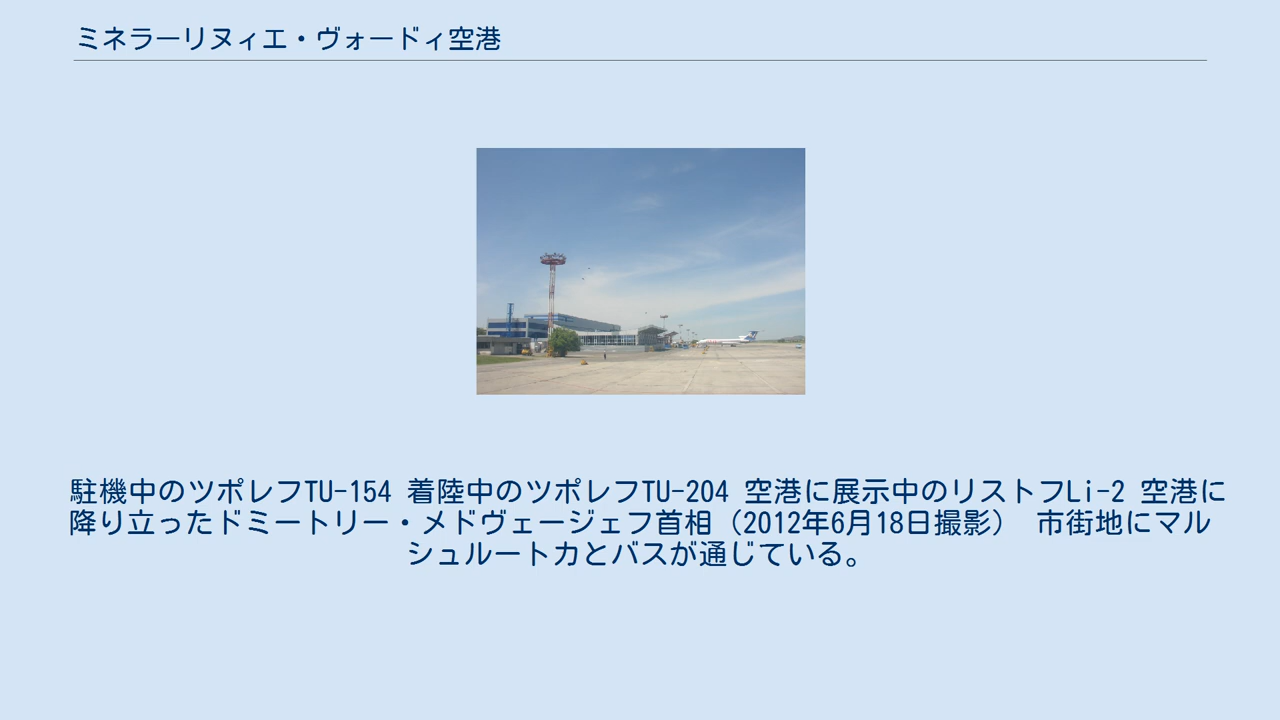 ミネラーリヌィエ・ヴォードィ空港
駐機中のツポレフTU-154 着陸中のツポレフTU-204 空港に展示中のリストフLi-2 空港に
降り立ったドミートリー・メドヴェージェフ首相（2012年6月18日撮影） 市街地にマル
シュルートカとバスが通じている。